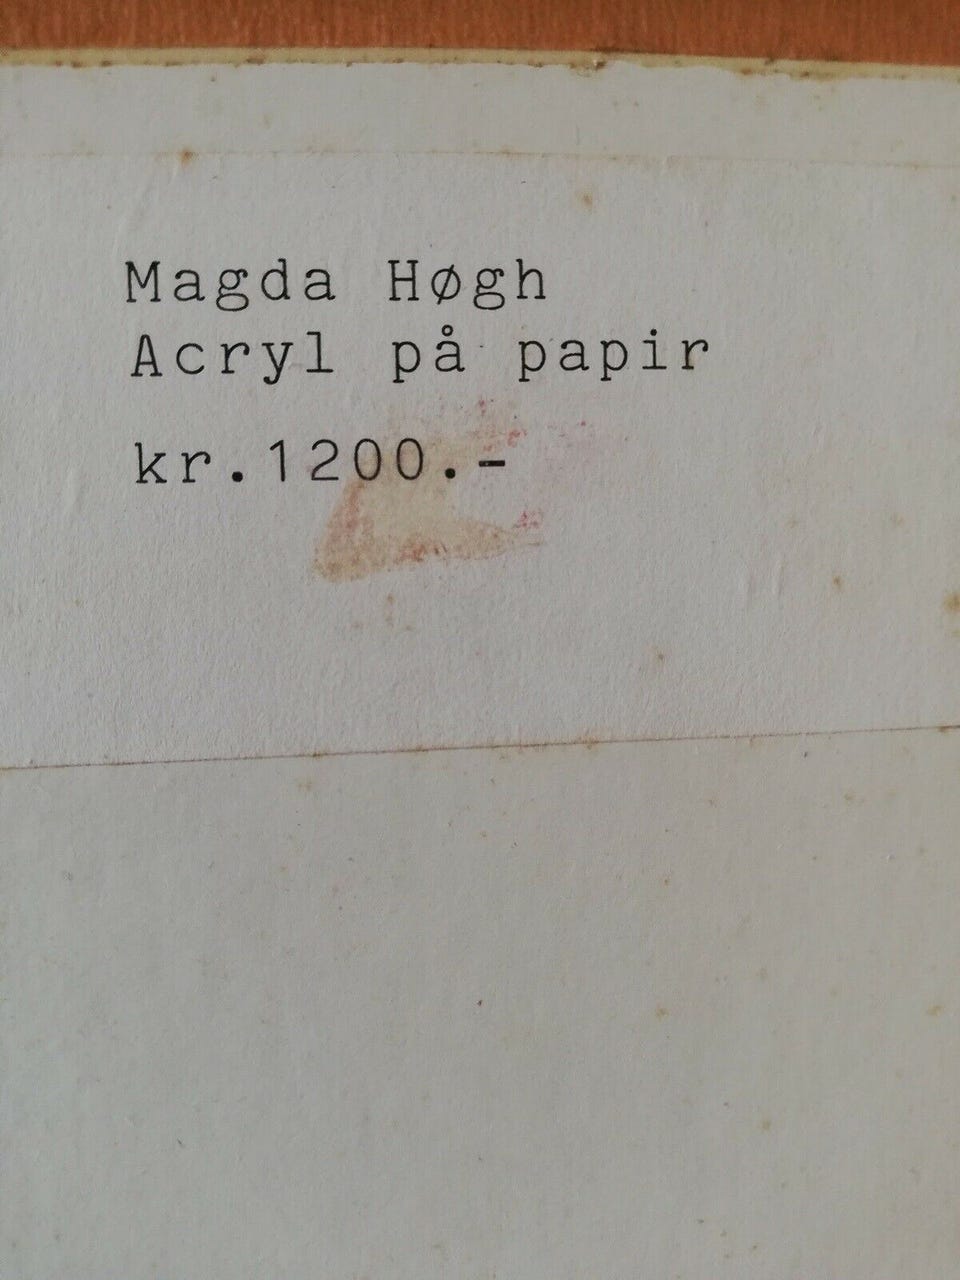 Magda Høgh
Acryl på papir
kr.1200.-